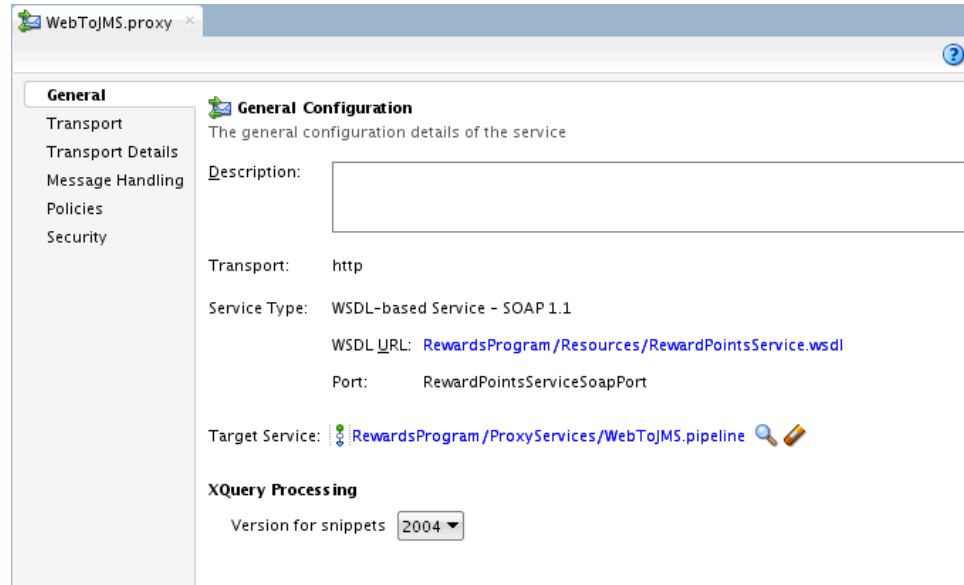 WebToJMS.proxy
General
Transport
Transport Details
Message Handling
Policies
Security
General Configuration
The general configuration details of the service
Description:
Transport: http
Service Type: WSDL-based Service - SOAP 1.1
WSDL URL: RewardsProgram/Resources/RewardPointsService.wsdl
Port: RewardPointsServiceSoapPort
Target Service: RewardsProgram/ProxyServices/WebToJMS.pipeline
XQuery Processing
Version for snippets 2004